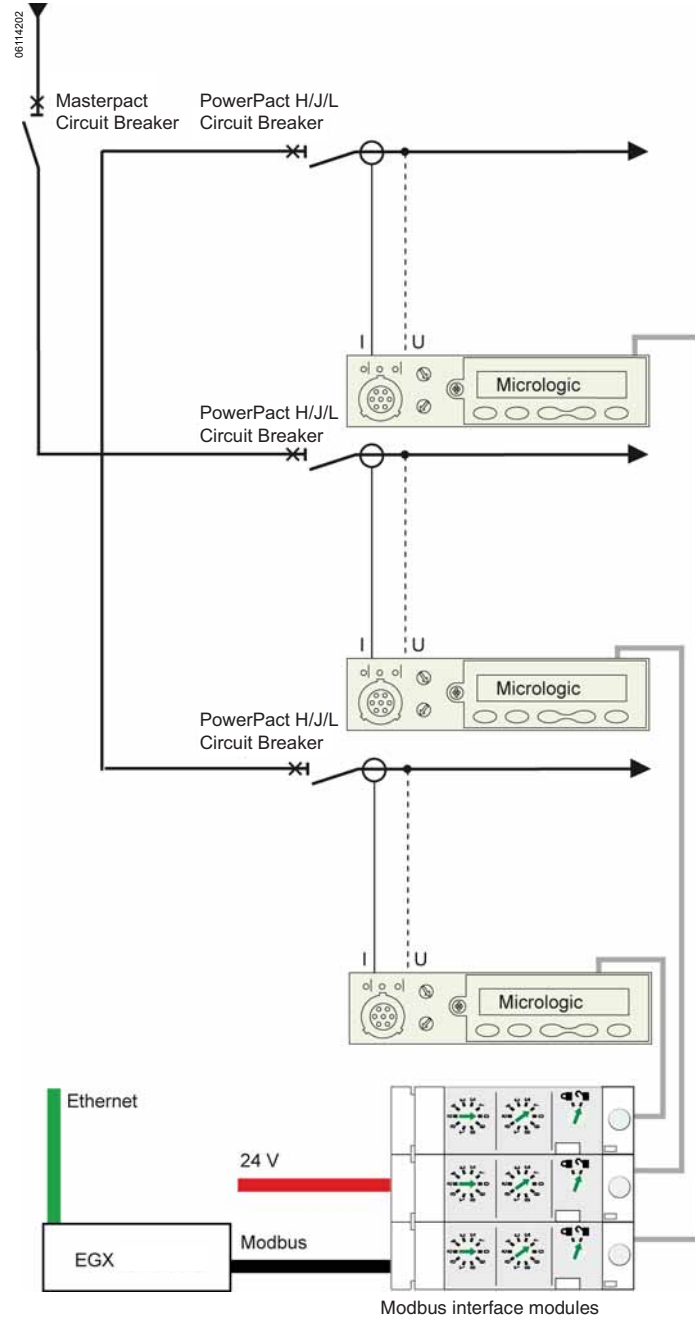 06114202
Masterpact
Circuit Breaker
PowerPact H/J/L
Circuit Breaker
I U
Micrologic
PowerPact H/J/L
Circuit Breaker
I U
Micrologic
PowerPact H/J/L
Circuit Breaker
I U
Micrologic
Ethernet
24 V
Modbus
EGX
Modbus interface modules